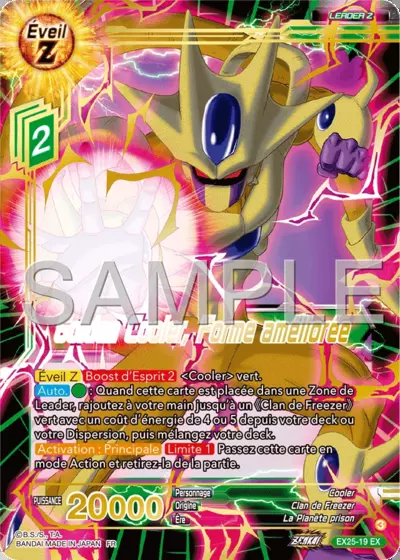 LEADER Z
Éveil
Z
2
SAMPLE
Cooler, Forme améliorée
Éveil Z Boost d'Esprit 2 <Cooler> vert.
Auto. : Quand cette carte est placée dans une Zone de
Leader, rajoutez à votre main jusqu'à un 《Clan de Freezer》
vert avec un coût d'énergie de 4 ou 5 depuis votre deck ou
votre Dispersion, puis mélangez votre deck.
Activation : Principale Limite 1 Passez cette carte en
mode Action et retirez-la de la partie.
PUISSANCE
20000
Personnage Cooler
Origine Clan de Freezer
Ère La Planète prison
3
©B.S./S., T.A.
BANDAI MADE IN JAPAN FR
ZENKAI
EX25-19 EX